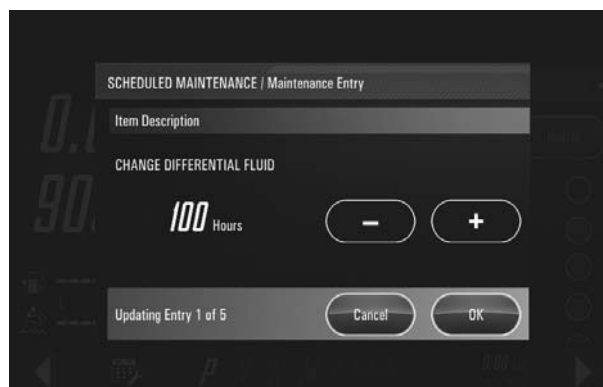 SCHEDULED MAINTENANCE / Maintenance Entry
Item Description
CHANGE DIFFERENTIAL FLUID
100 Hours - +
Updating Entry 1 of 5 Cancel OK
P